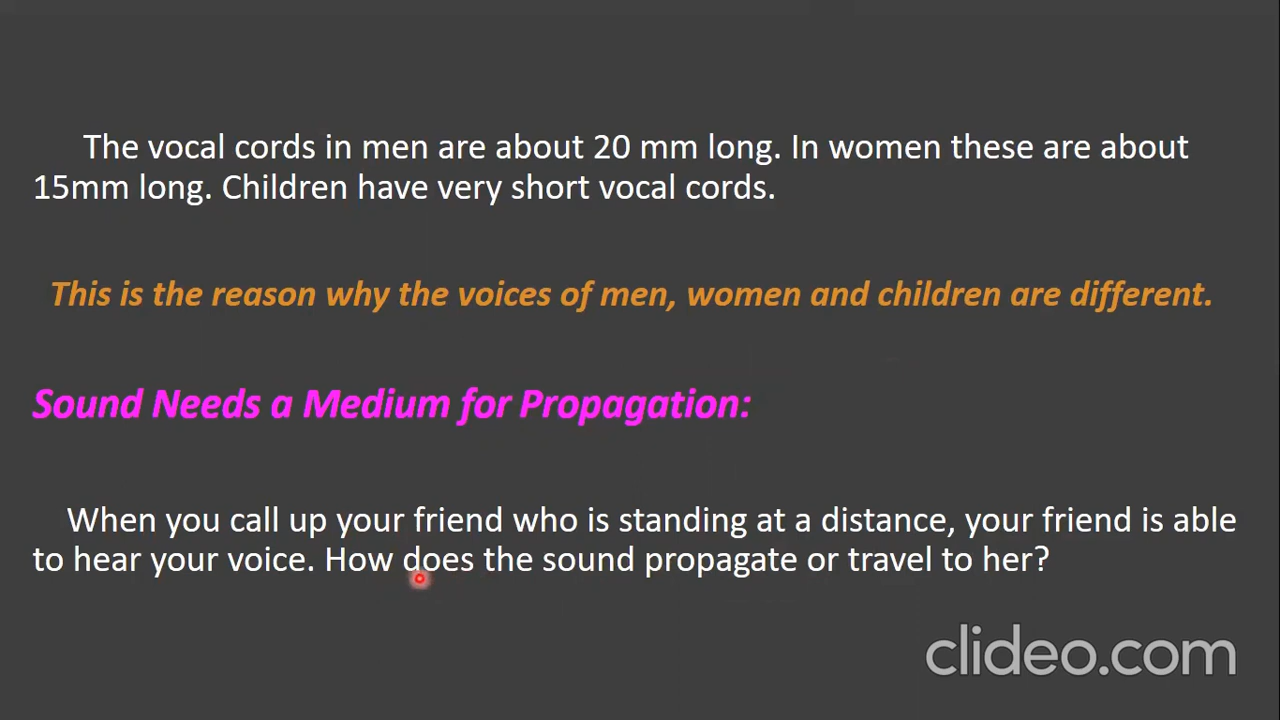 The vocal cords in men are about 20 mm long. In women these are about
15mm long. Children have very short vocal cords.
This is the reason why the voices of men, women and children are different.
Sound Needs a Medium for Propagation:
When you call up your friend who is standing at a distance, your friend is able
to hear your voice. How does the sound propagate or travel to her?
clideo.com